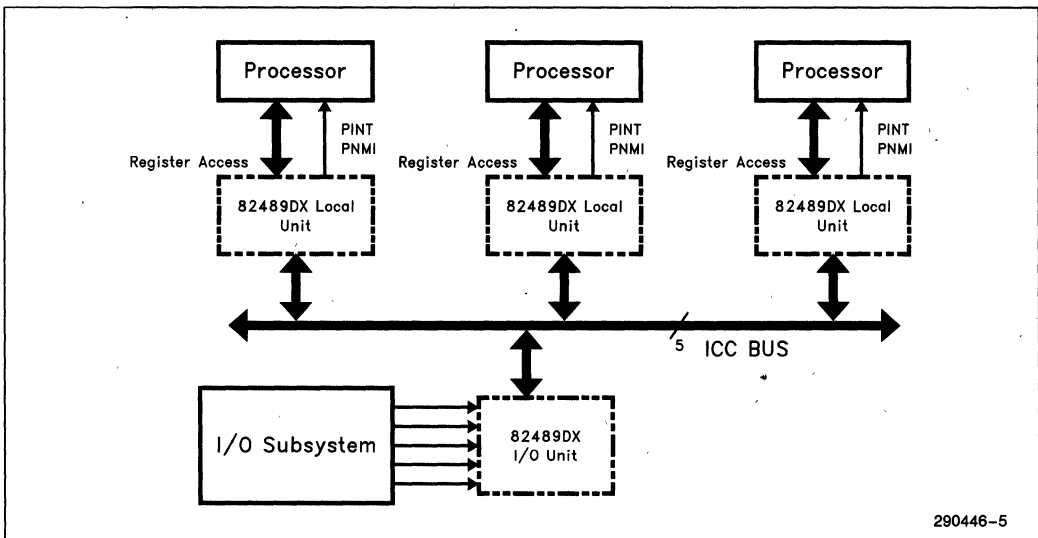 Processor
Processor
Processor
PINT
PNMI
Register Access
PINT
PNMI
Register Access
PINT
PNMI
Register Access
82489DX Local
Unit
82489DX Local
Unit
82489DX Local
Unit
5
ICC BUS
I/O Subsystem
82489DX
I/O Unit
290446-5